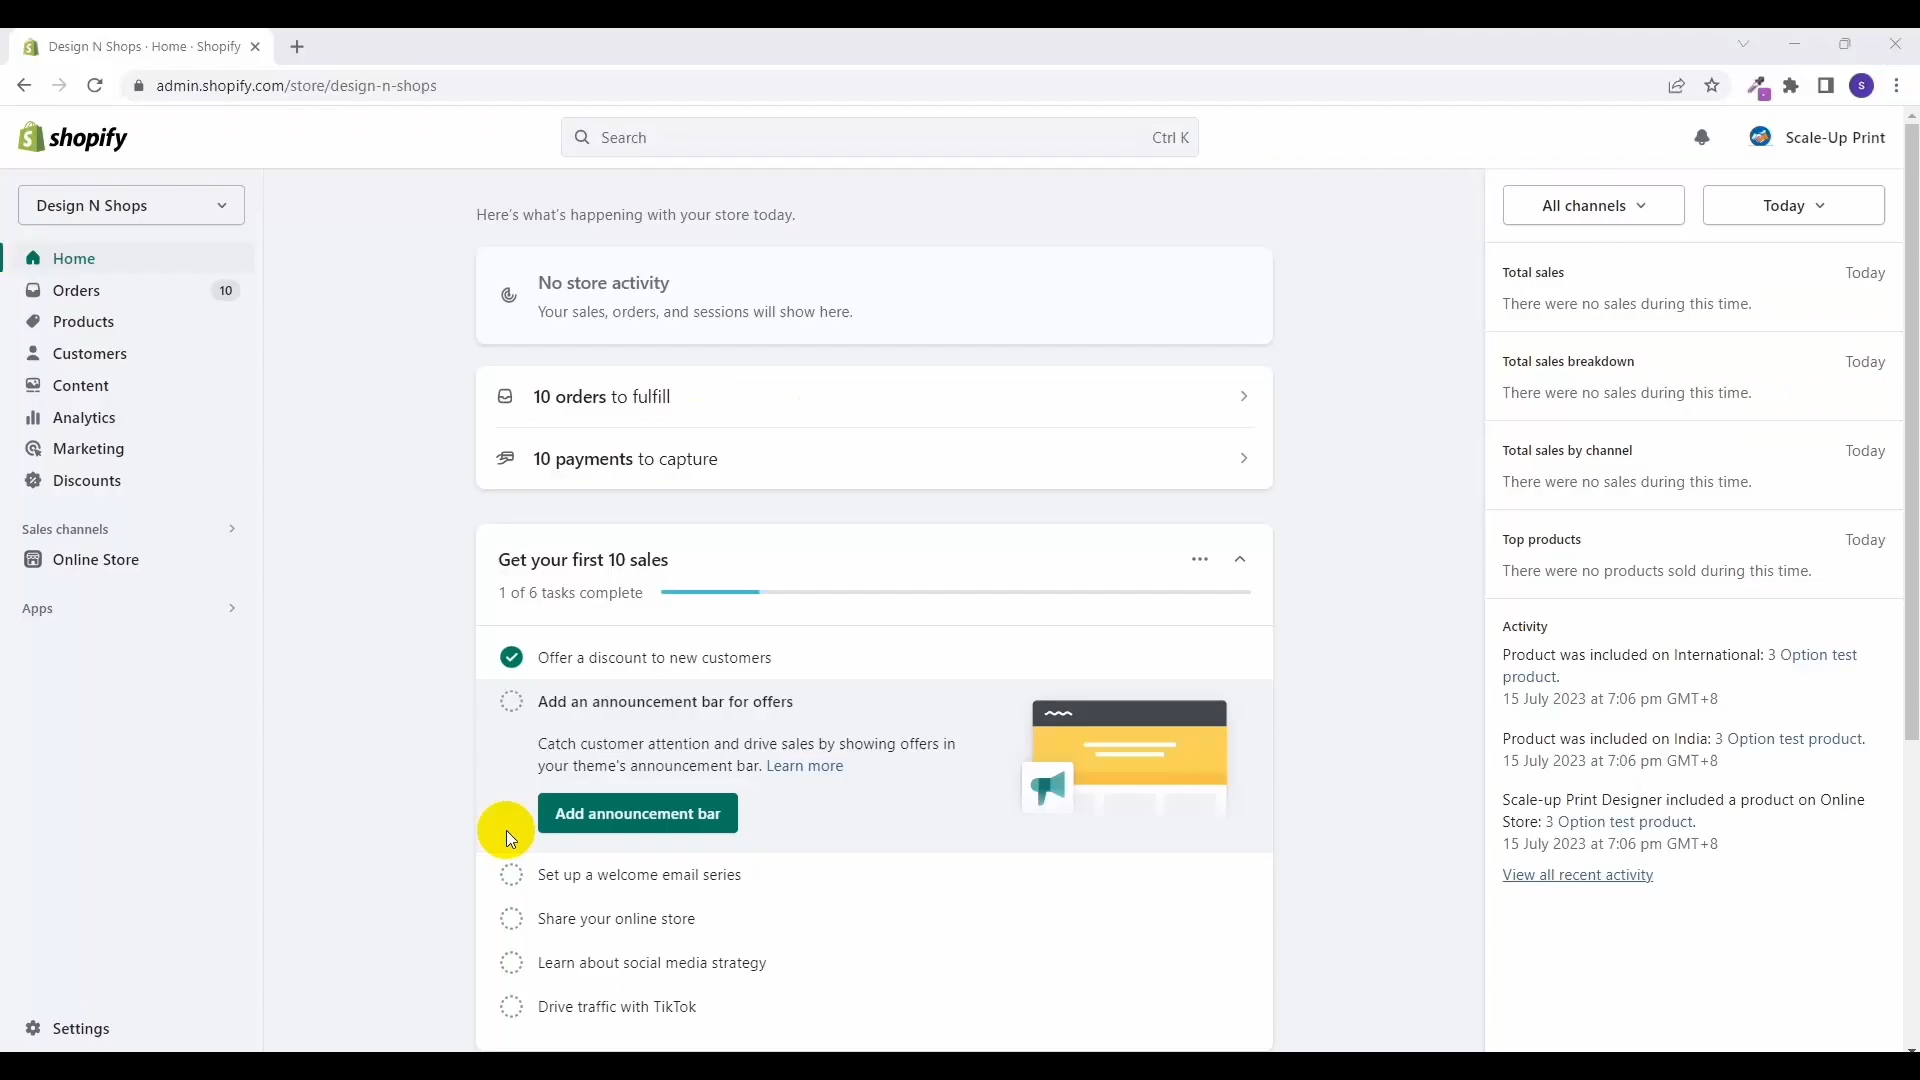 Design N Shops · Home · Shopify
admin.shopify.com/store/design-n-shops
S
shopify
Search
Ctrl K
Scale-Up Print
Design N Shops
Home
Orders
10
Products
Customers
Content
Analytics
Marketing
Discounts
Sales channels
Online Store
Apps
Settings
Here's what's happening with your store today.
No store activity
Your sales, orders, and sessions will show here.
10 orders to fulfill
10 payments to capture
Get your first 10 sales
1 of 6 tasks complete
Offer a discount to new customers
Add an announcement bar for offers
Catch customer attention and drive sales by showing offers in
your theme's announcement bar. Learn more
Add announcement bar
Set up a welcome email series
Share your online store
Learn about social media strategy
Drive traffic with TikTok
All channels
Today
Total sales
Today
There were no sales during this time.
Total sales breakdown
Today
There were no sales during this time.
Total sales by channel
Today
There were no sales during this time.
Top products
Today
There were no products sold during this time.
Activity
Product was included on International: 3 Option test
product.
15 July 2023 at 7:06 pm GMT+8
Product was included on India: 3 Option test product.
15 July 2023 at 7:06 pm GMT+8
Scale-up Print Designer included a product on Online
Store: 3 Option test product.
15 July 2023 at 7:06 pm GMT+8
View all recent activity